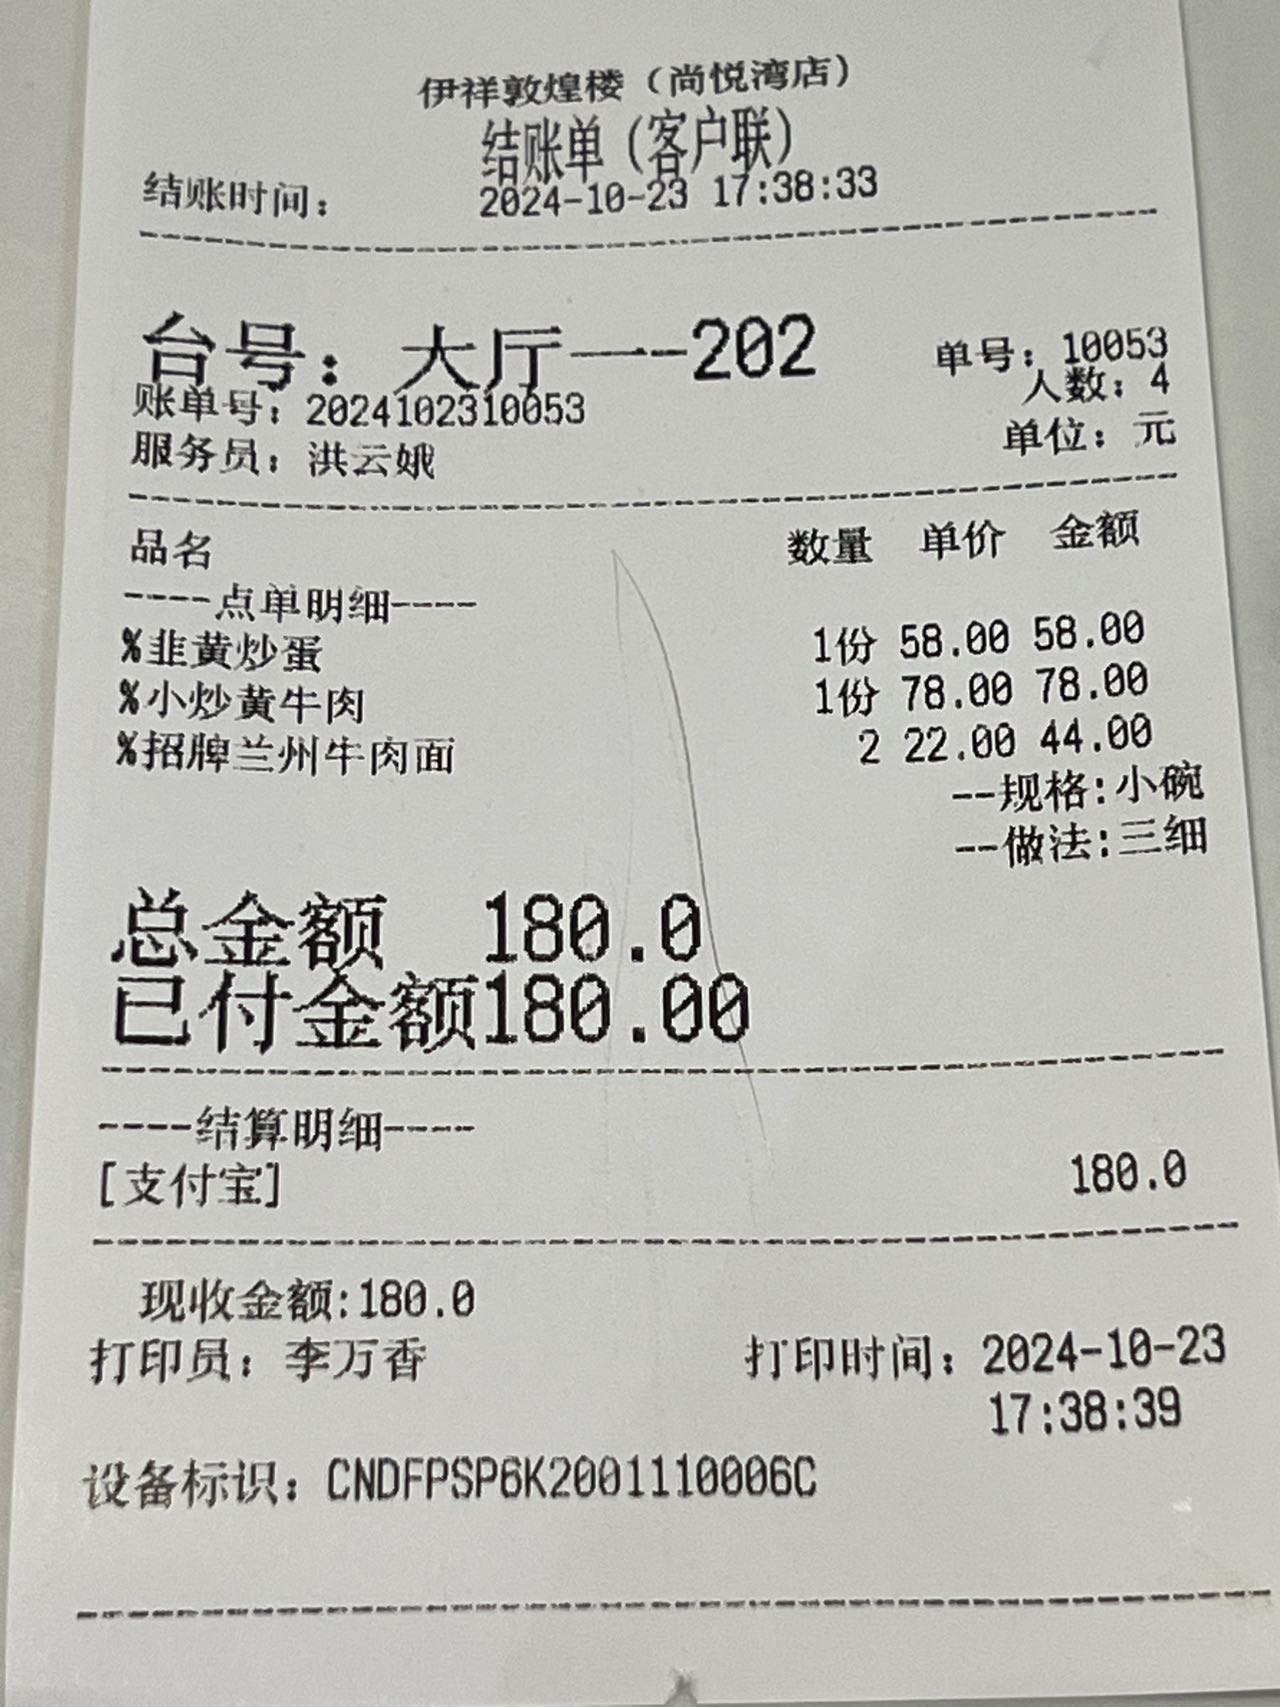 伊祥敦煌楼（尚悦湾店）
结账单（客户联）
结账时间： 2024-10-23 17:38:33
台号：大厅一-202 单号：10053
人数：4
账单号：2024102310053
服务员：洪云娥 单位：元
品名 数量 单价 金额
----点单明细----
%韭黄炒蛋 1份 58.00 58.00
%小炒黄牛肉 1份 78.00 78.00
%招牌兰州牛肉面 2 22.00 44.00
--规格:小碗
--做法:三细
总金额 180.0
已付金额180.00
----结算明细----
[支付宝] 180.0
现收金额:180.0
打印员：李万香 打印时间：2024-10-23
17:38:39
设备标识：CNDFPSP6K2001110006C